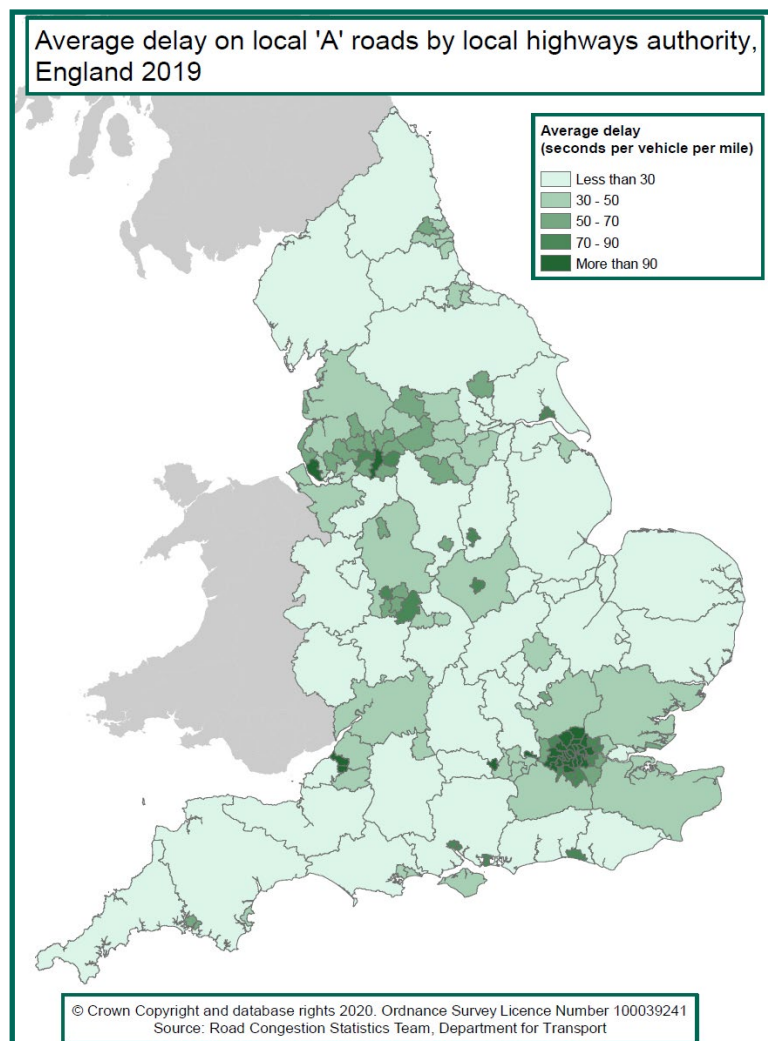 Average delay on local 'A' roads by local highways authority,
England 2019
Average delay
(seconds per vehicle per mile)
Less than 30
30 - 50
50 - 70
70 - 90
More than 90
© Crown Copyright and database rights 2020. Ordnance Survey Licence Number 100039241
Source: Road Congestion Statistics Team, Department for Transport